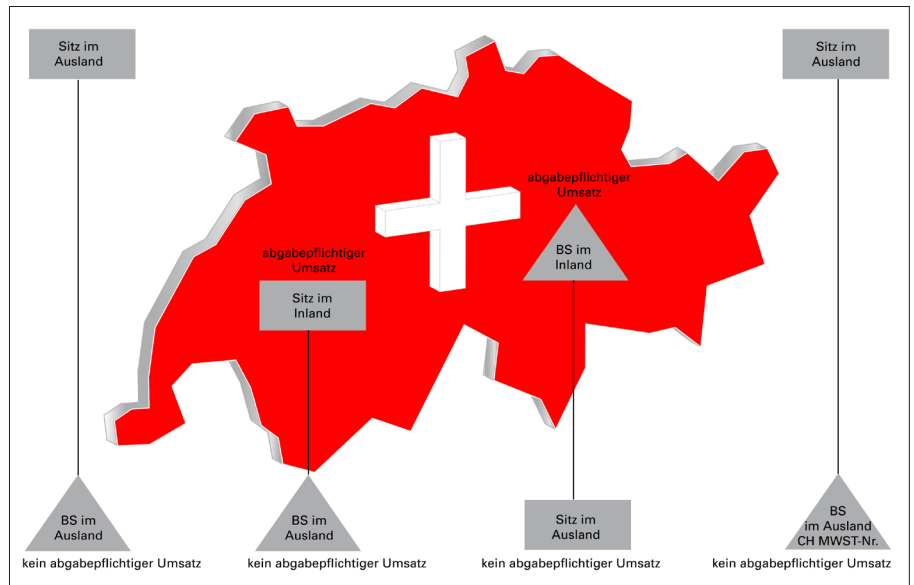 Sitz im
Ausland
Sitz im
Ausland
abgabepflichtiger
Umsatz
BS im
Inland
abgabepflichtiger
Umsatz
Sitz im
Inland
BS im
Ausland
kein abgabepflichtiger Umsatz
BS im
Ausland
kein abgabepflichtiger Umsatz
Sitz im
Ausland
kein abgabepflichtiger Umsatz
BS
im Ausland
CH MWST-Nr.
kein abgabepflichtiger Umsatz